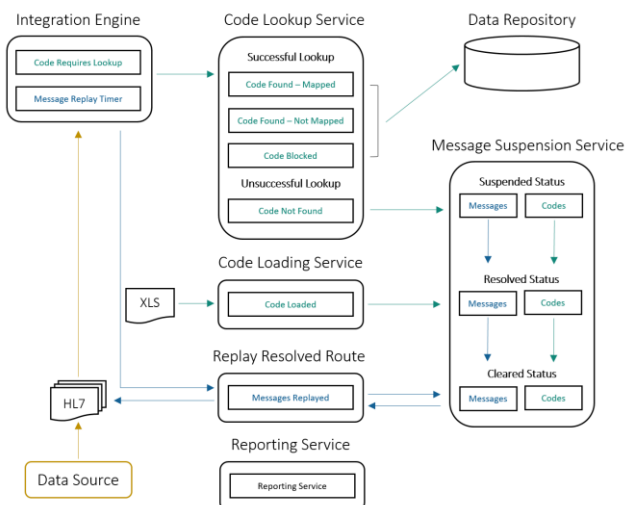 Integration Engine
Code Requires Lookup
Message Replay Timer
Code Lookup Service
Successful Lookup
Code Found – Mapped
Code Found – Not Mapped
Code Blocked
Unsuccessful Lookup
Code Not Found
Data Repository
Message Suspension Service
Suspended Status
Messages Codes
Resolved Status
Messages Codes
Cleared Status
Messages Codes
Code Loading Service
XLS
Code Loaded
Replay Resolved Route
Messages Replayed
HL7
Data Source
Reporting Service
Reporting Service